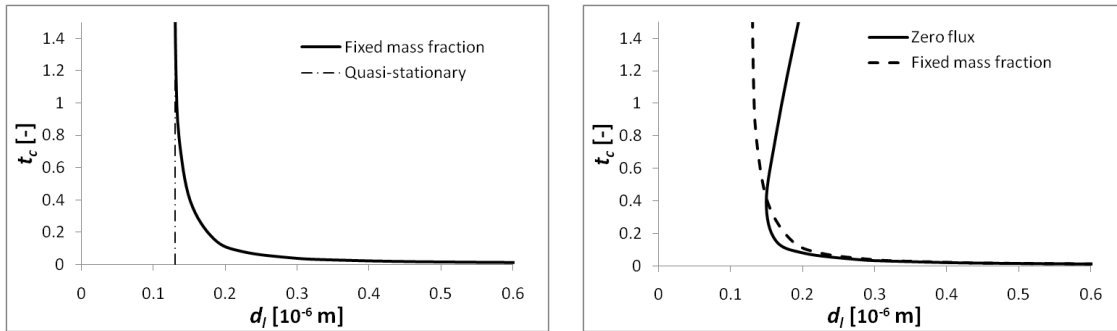 1.4
1.2
1
0.8
0.6
0.4
0.2
0
t_c [-]
Fixed mass fraction
Quasi-stationary
0 0.1 0.2 0.3 0.4 0.5 0.6
d_l [10⁻⁶ m]
1.4
1.2
1
0.8
0.6
0.4
0.2
0
t_c [-]
Zero flux
Fixed mass fraction
0 0.1 0.2 0.3 0.4 0.5 0.6
d_l [10⁻⁶ m]